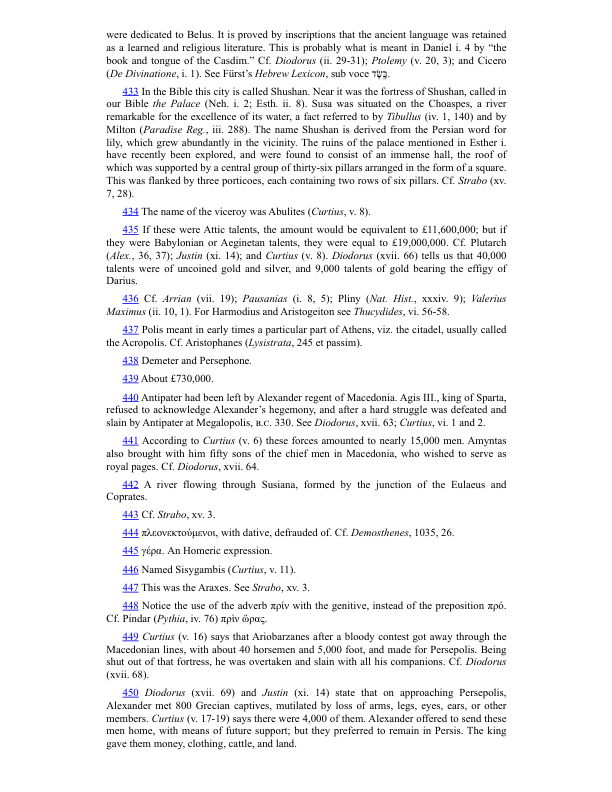 were dedicated to Belus. It is proved by inscriptions that the ancient language was retained
as a learned and religious literature. This is probably what is meant in Daniel i. 4 by “the
book and tongue of the Casdim.” Cf. Diodorus (ii. 29-31); Ptolemy (v. 20, 3); and Cicero
(De Divinatione, i. 1). See Fürst’s Hebrew Lexicon, sub voce כָּשַׂד.
433 In the Bible this city is called Shushan. Near it was the fortress of Shushan, called in
our Bible the Palace (Neh. i. 2; Esth. ii. 8). Susa was situated on the Choaspes, a river
remarkable for the excellence of its water, a fact referred to by Tibullus (iv. 1, 140) and by
Milton (Paradise Reg., iii. 288). The name Shushan is derived from the Persian word for
lily, which grew abundantly in the vicinity. The ruins of the palace mentioned in Esther i.
have recently been explored, and were found to consist of an immense hall, the roof of
which was supported by a central group of thirty-six pillars arranged in the form of a square.
This was flanked by three porticoes, each containing two rows of six pillars. Cf. Strabo (xv.
7, 28).
434 The name of the viceroy was Abulites (Curtius, v. 8).
435 If these were Attic talents, the amount would be equivalent to £11,600,000; but if
they were Babylonian or Aeginetan talents, they were equal to £19,000,000. Cf. Plutarch
(Alex., 36, 37); Justin (xi. 14); and Curtius (v. 8). Diodorus (xvii. 66) tells us that 40,000
talents were of uncoined gold and silver, and 9,000 talents of gold bearing the effigy of
Darius.
436 Cf. Arrian (vii. 19); Pausanias (i. 8, 5); Pliny (Nat. Hist., xxxiv. 9); Valerius
Maximus (ii. 10, 1). For Harmodius and Aristogeiton see Thucydides, vi. 56-58.
437 Polis meant in early times a particular part of Athens, viz. the citadel, usually called
the Acropolis. Cf. Aristophanes (Lysistrata, 245 et passim).
438 Demeter and Persephone.
439 About £730,000.
440 Antipater had been left by Alexander regent of Macedonia. Agis III., king of Sparta,
refused to acknowledge Alexander’s hegemony, and after a hard struggle was defeated and
slain by Antipater at Megalopolis, B.C. 330. See Diodorus, xvii. 63; Curtius, vi. 1 and 2.
441 According to Curtius (v. 6) these forces amounted to nearly 15,000 men. Amyntas
also brought with him fifty sons of the chief men in Macedonia, who wished to serve as
royal pages. Cf. Diodorus, xvii. 64.
442 A river flowing through Susiana, formed by the junction of the Eulaeus and
Coprates.
443 Cf. Strabo, xv. 3.
444 πλεονεκτούμενοι, with dative, defrauded of. Cf. Demosthenes, 1035, 26.
445 γέρα. An Homeric expression.
446 Named Sisygambis (Curtius, v. 11).
447 This was the Araxes. See Strabo, xv. 3.
448 Notice the use of the adverb πρίν with the genitive, instead of the preposition πρό.
Cf. Pindar (Pythia, iv. 76) πρὶν ὥρας.
449 Curtius (v. 16) says that Ariobarzanes after a bloody contest got away through the
Macedonian lines, with about 40 horsemen and 5,000 foot, and made for Persepolis. Being
shut out of that fortress, he was overtaken and slain with all his companions. Cf. Diodorus
(xvii. 68).
450 Diodorus (xvii. 69) and Justin (xi. 14) state that on approaching Persepolis,
Alexander met 800 Grecian captives, mutilated by loss of arms, legs, eyes, ears, or other
members. Curtius (v. 17-19) says there were 4,000 of them. Alexander offered to send these
men home, with means of future support; but they preferred to remain in Persis. The king
gave them money, clothing, cattle, and land.